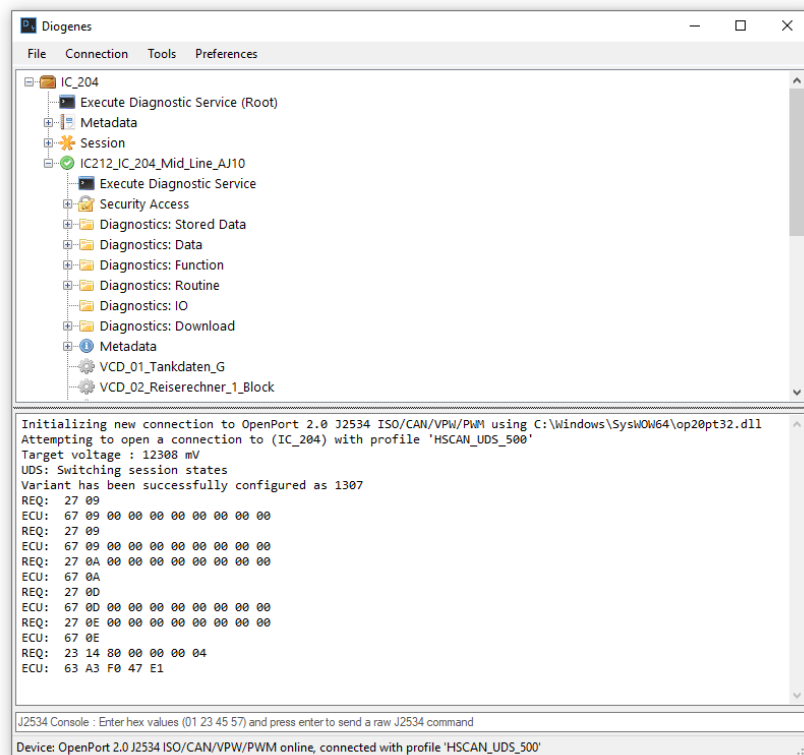 Diogenes
File Connection Tools Preferences
IC_204
Execute Diagnostic Service (Root)
Metadata
Session
IC212_IC_204_Mid_Line_AJ10
Execute Diagnostic Service
Security Access
Diagnostics: Stored Data
Diagnostics: Data
Diagnostics: Function
Diagnostics: Routine
Diagnostics: IO
Diagnostics: Download
Metadata
VCD_01_Tankdaten_G
VCD_02_Reiserechner_1_Block
Initializing new connection to OpenPort 2.0 J2534 ISO/CAN/VPW/PWM using C:\Windows\SysWOW64\op20pt32.dll
Attempting to open a connection to (IC_204) with profile 'HSCAN_UDS_500'
Target voltage : 12308 mV
UDS: Switching session states
Variant has been successfully configured as 1307
REQ: 27 09
ECU: 67 09 00 00 00 00 00 00 00 00
REQ: 27 09
ECU: 67 09 00 00 00 00 00 00 00 00
REQ: 27 0A 00 00 00 00 00 00 00 00
ECU: 67 0A
REQ: 27 0D
ECU: 67 0D 00 00 00 00 00 00 00 00
REQ: 27 0E 00 00 00 00 00 00 00 00
ECU: 67 0E
REQ: 23 14 80 00 00 00 04
ECU: 63 A3 F0 47 E1
J2534 Console : Enter hex values (01 23 45 57) and press enter to send a raw J2534 command
Device: OpenPort 2.0 J2534 ISO/CAN/VPW/PWM online, connected with profile 'HSCAN_UDS_500'